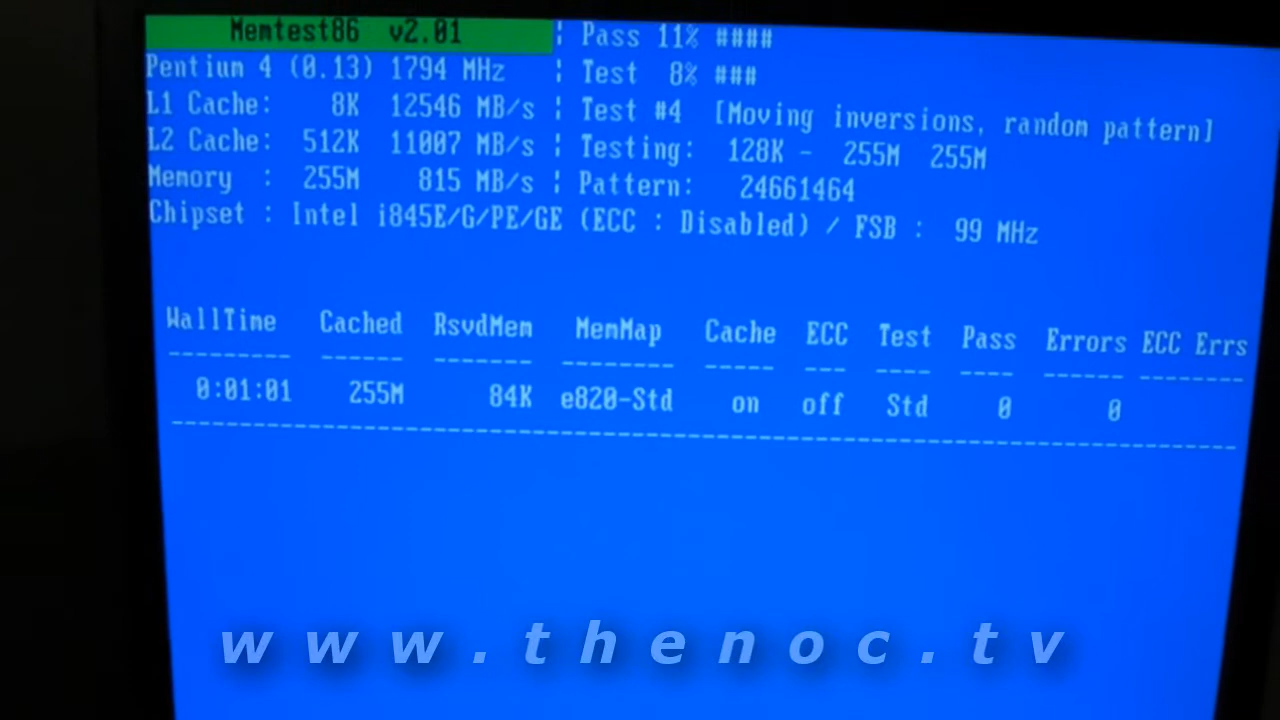 Memtest86 v2.01 ¦ Pass 11% ####
Pentium 4 (0.13) 1794 MHz ¦ Test 8% ###
L1 Cache: 8K 12546 MB/s ¦ Test #4 [Moving inversions, random pattern]
L2 Cache: 512K 11007 MB/s ¦ Testing: 128K - 255M 255M
Memory : 255M 815 MB/s ¦ Pattern: 24661464
Chipset : Intel i845E/G/PE/GE (ECC : Disabled) / FSB : 99 MHz
WallTime Cached RsvdMem MemMap Cache ECC Test Pass Errors ECC Errs
--------- ------ ------- -------- ----- --- ---- ---- ------ --------
0:01:01 255M 84K e820-Std on off Std 0 0
-----------------------------------------------------------------------------
www.thenoc.tv